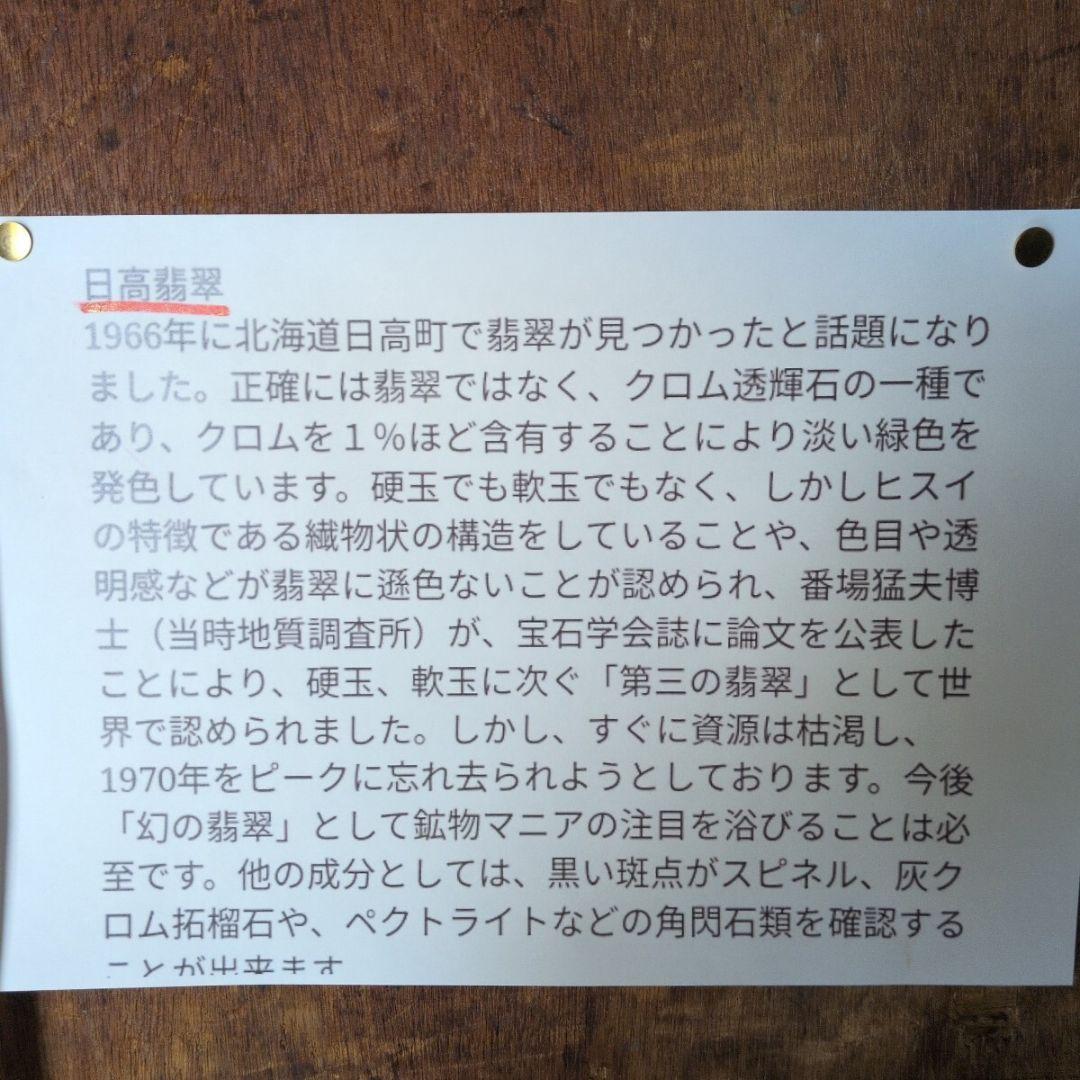 日高翡翠
1966年に北海道日高町で翡翠が見つかったと話題になり
ました。正確には翡翠ではなく、クロム透輝石の一種で
あり、クロムを１％ほど含有することにより淡い緑色を
発色しています。硬玉でも軟玉でもなく、しかしヒスイ
の特徴である繊物状の構造をしていることや、色目や透
明感などが翡翠に遜色ないことが認められ、番場猛夫博
士（当時地質調査所）が、宝石学会誌に論文を公表した
ことにより、硬玉、軟玉に次ぐ「第三の翡翠」として世
界で認められました。しかし、すぐに資源は枯渇し、
1970年をピークに忘れ去られようとしております。今後
「幻の翡翠」として鉱物マニアの注目を浴びることは必
至です。他の成分としては、黒い斑点がスピネル、灰ク
ロム拓榴石や、ペクトライトなどの角閃石類を確認する
ことが出来ます